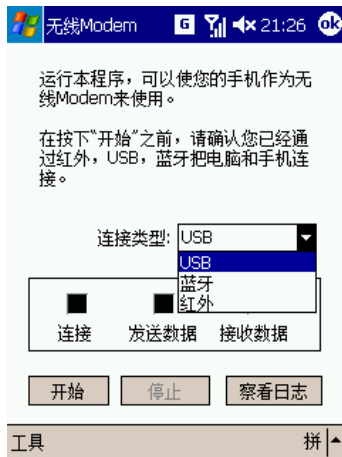 无线Modem G 21:26 ok
运行本程序，可以使您的手机作为无
线Modem来使用。
在按下“开始”之前，请确认您已经通
过红外，USB，蓝牙把电脑和手机连
接。
连接类型: USB
USB
蓝牙
红外
连接 发送数据 接收数据
开始 停止 察看日志
工具 拼